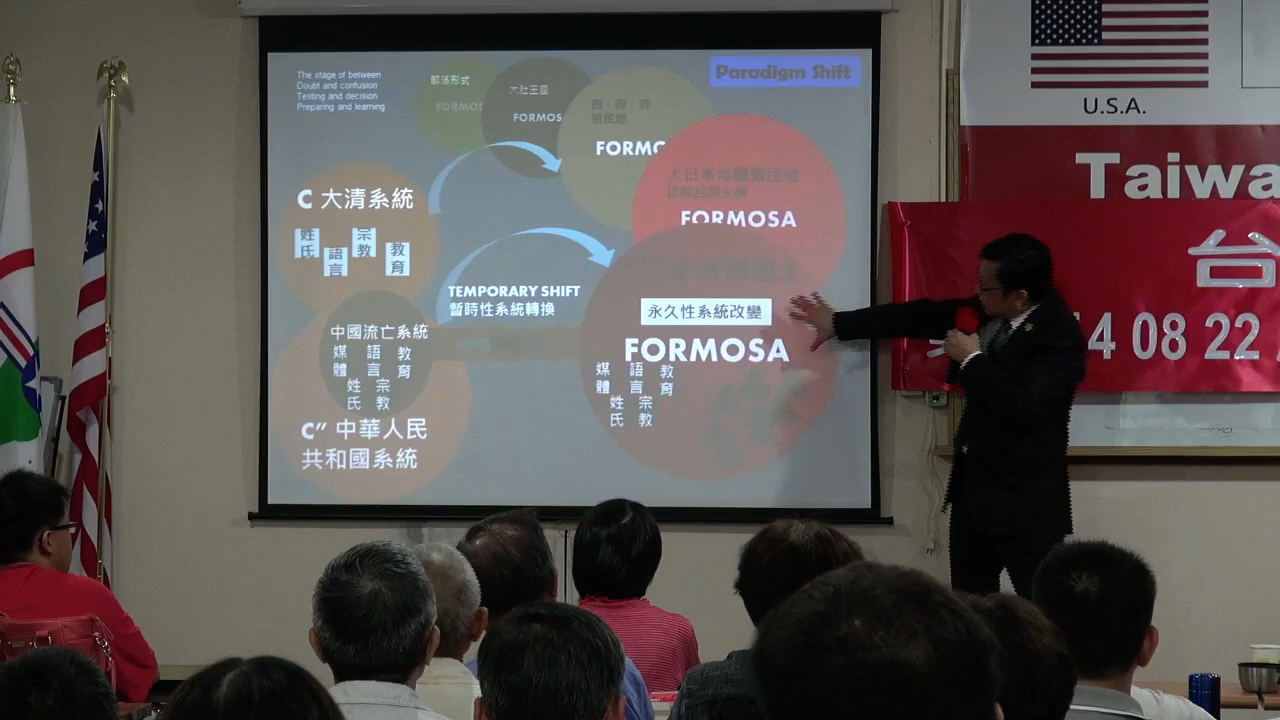 The stage of between
Doubt and confusion
Testing and decision
Preparing and learning
部落形式
FORMOS
大肚王國
FORMOS
西、荷、清
殖民地
FORMO
Paradigm Shift
大日本帝國殖民地
FORMOSA
C 大清系統
姓氏
語言
宗教
教育
TEMPORARY SHIFT
暫時性系統轉換
中國流亡系統
媒體
語言
教育
姓氏
宗教
C” 中華人民
共和國系統
永久性系統改變
FORMOSA
媒體
語言
教育
姓氏
宗教
U.S.A.
Taiwa
台
14 08 22